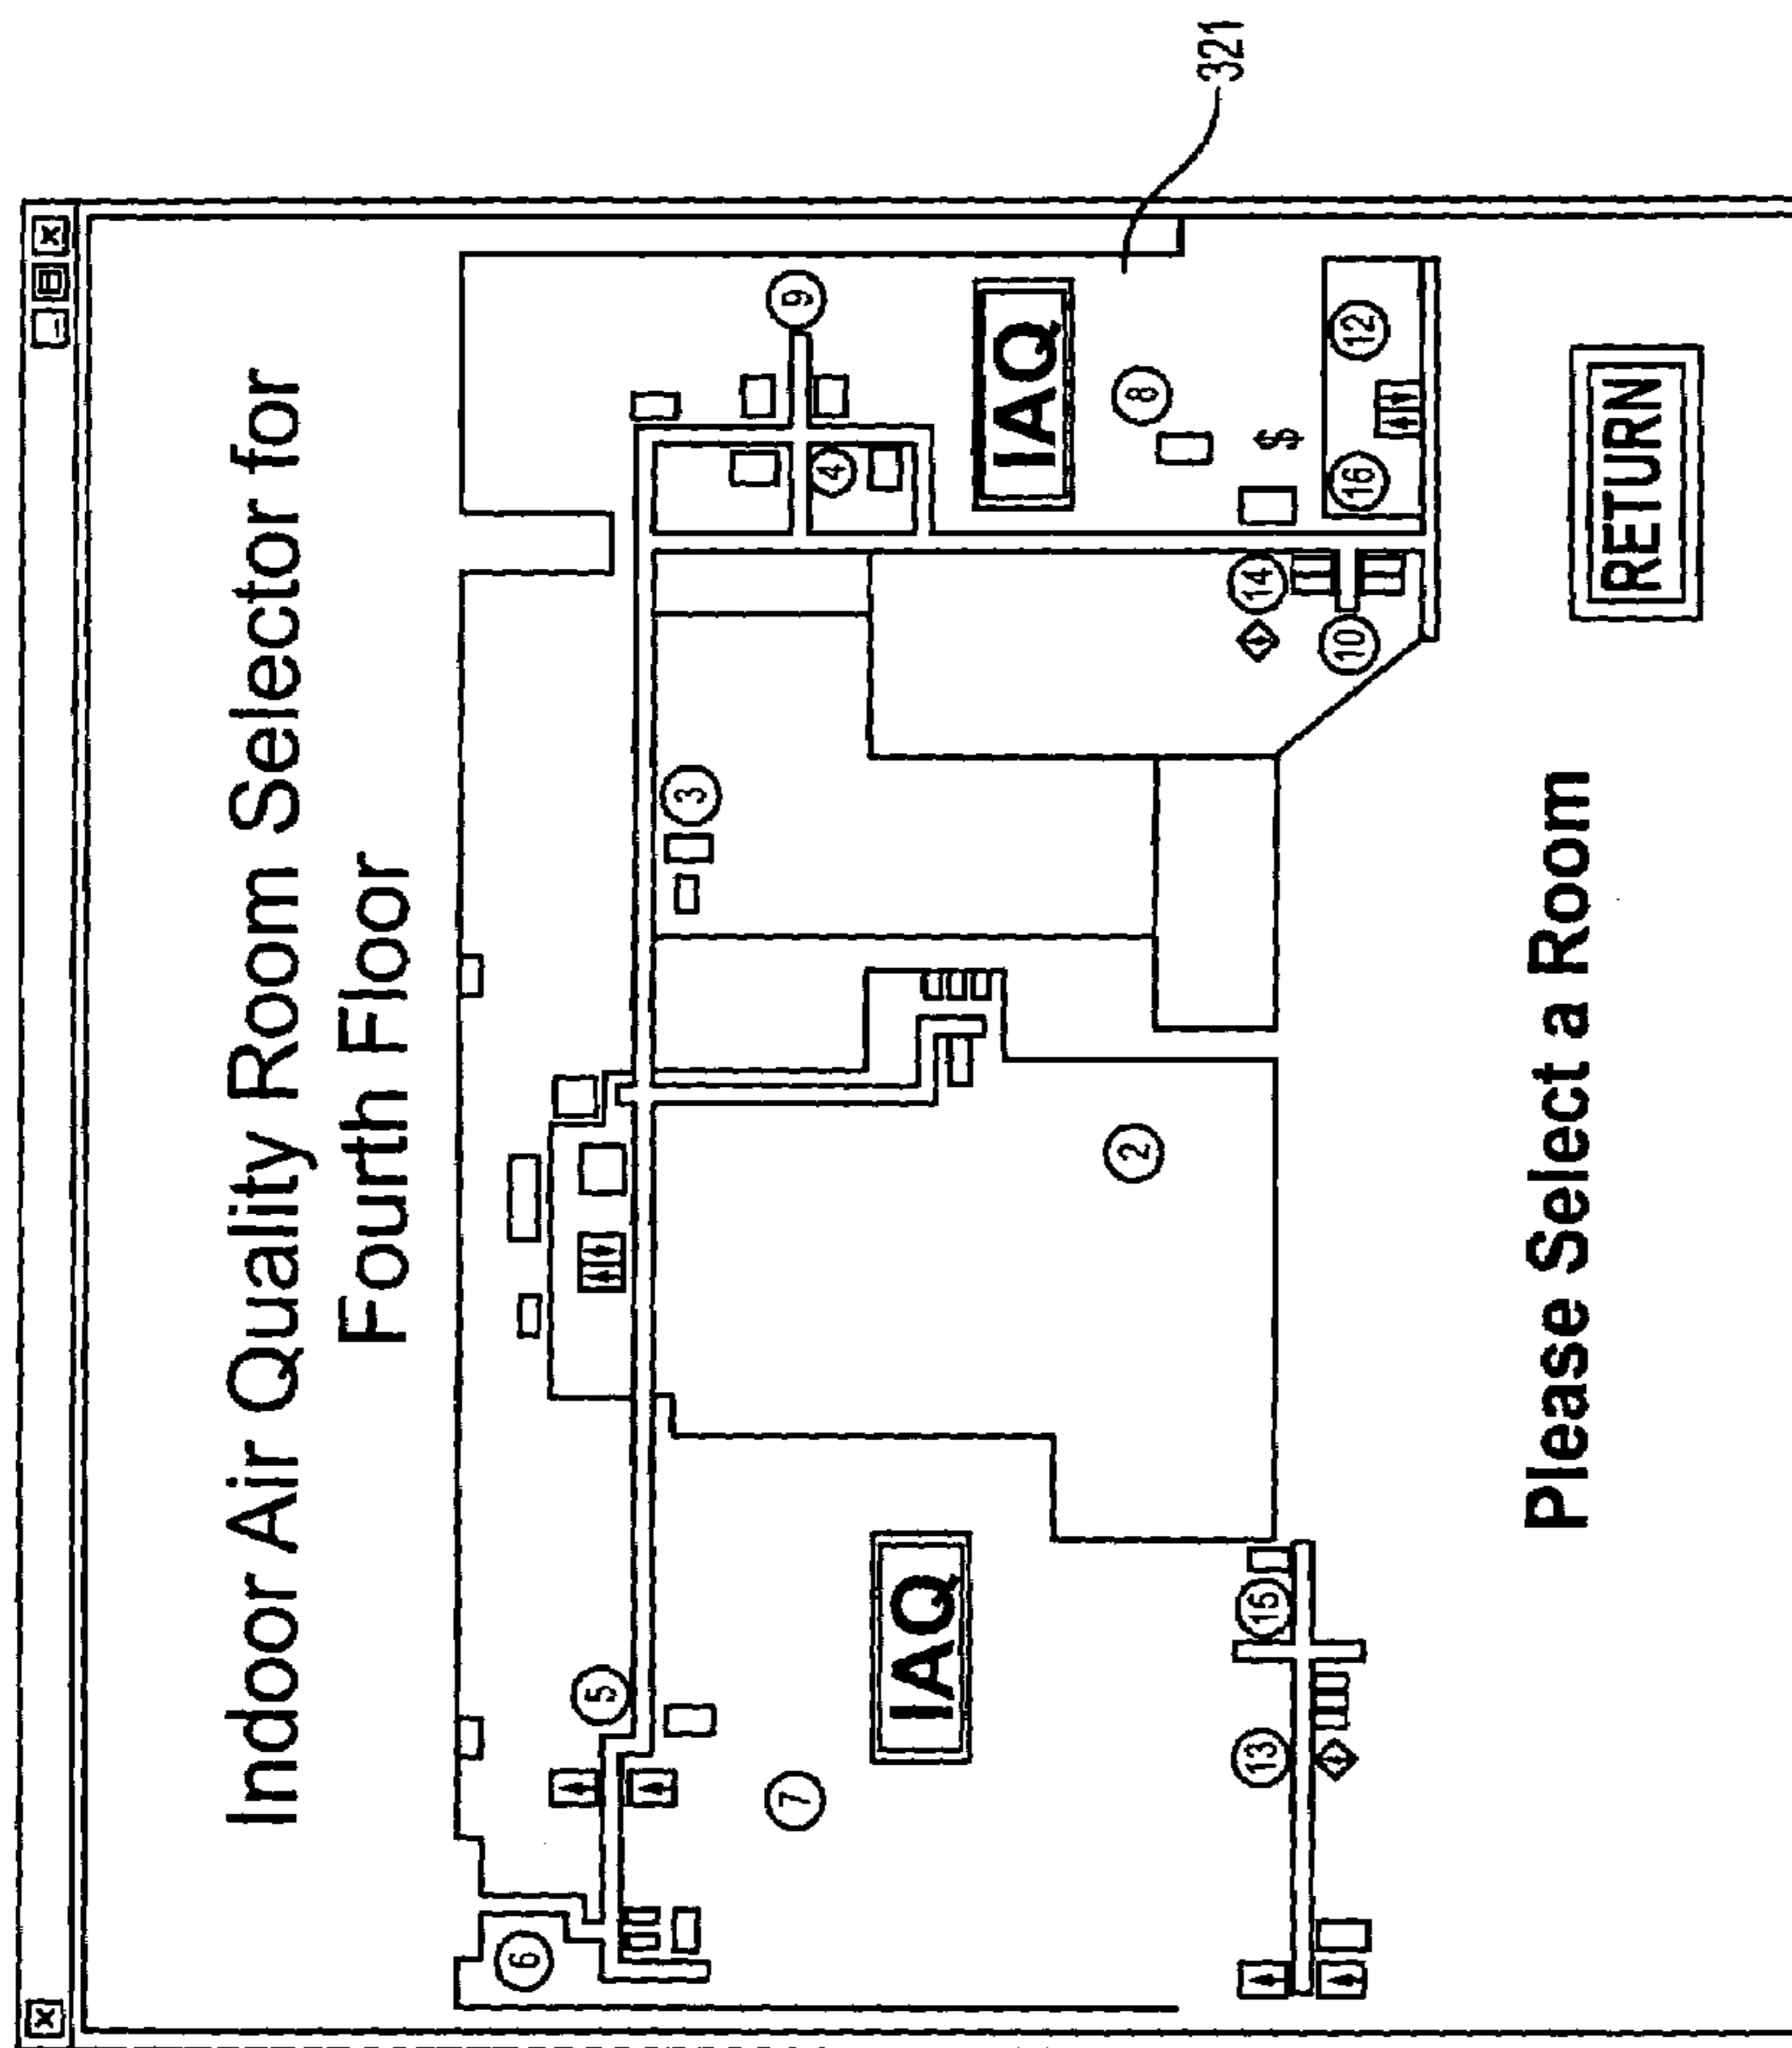 Indoor Air Quality Room Selector for
Fourth Floor
6
5
9
3
4
7
2
IAQ
IAQ
8
321
13
15
14
$
10
16
12
Please Select a Room
RETURN